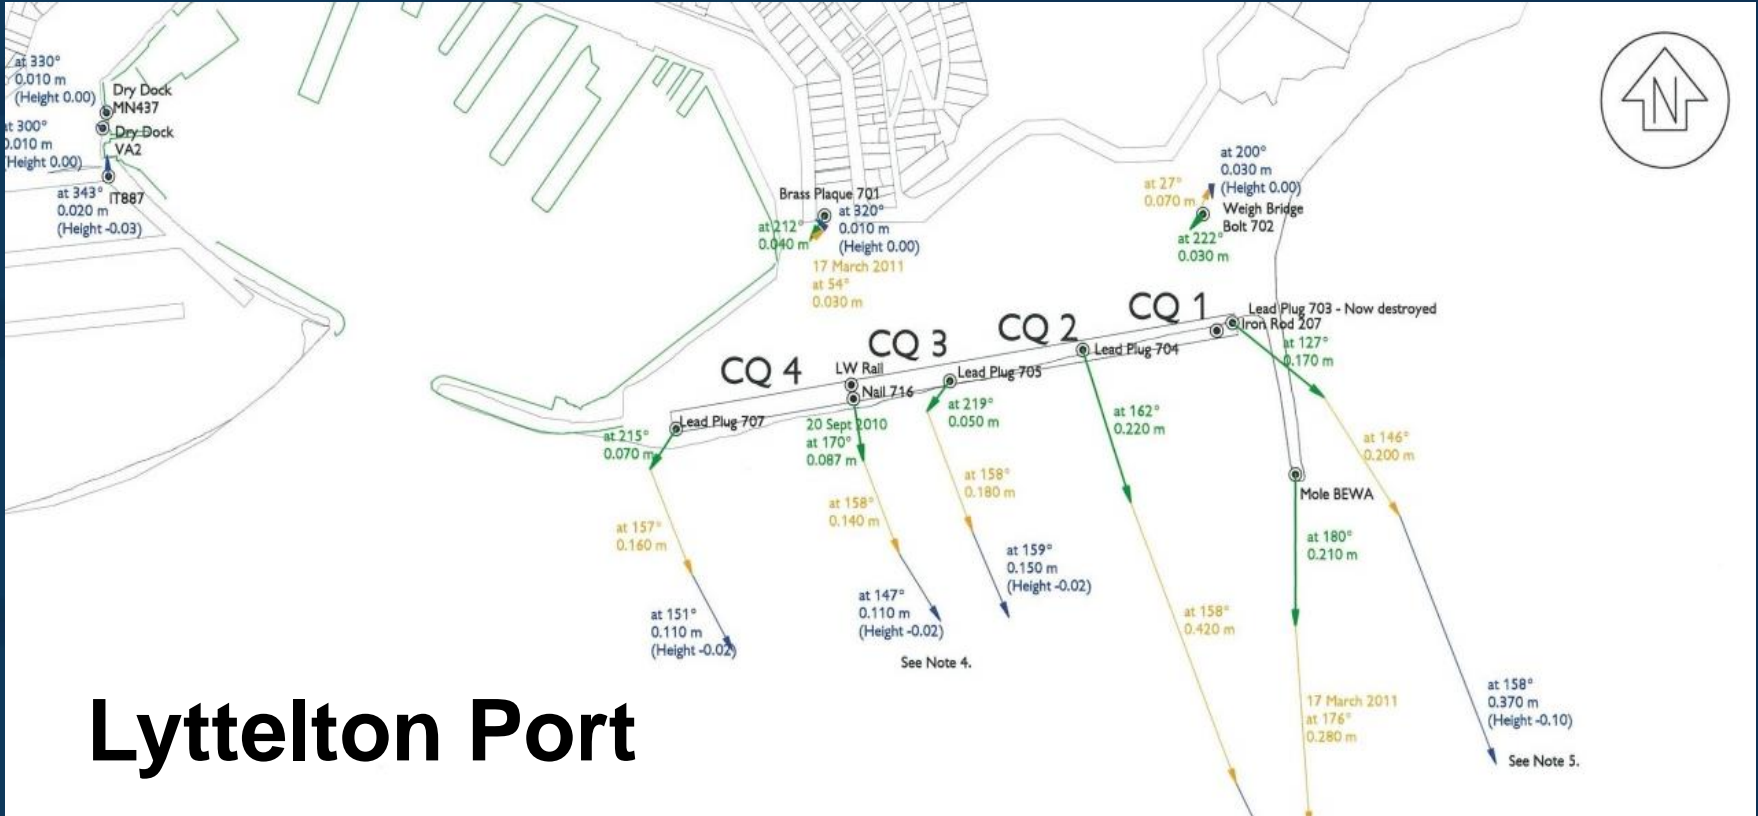 at 330°
0.010 m
(Height 0.00)
Dry Dock
MN437
at 300°
0.010 m
(Height 0.00)
Dry Dock
VA2
at 343°
0.020 m
(Height -0.03)
IT887
Brass Plaque 701
at 212°
0.040 m
at 320°
0.010 m
(Height 0.00)
17 March 2011
at 54°
0.030 m
at 27°
0.070 m
at 200°
0.030 m
(Height 0.00)
Weigh Bridge
Bolt 702
at 222°
0.030 m
N
CQ 4
CQ 3
CQ 2
CQ 1
Lead Plug 703 - Now destroyed
Iron Rod 207
at 127°
0.170 m
Lead Plug 704
Lead Plug 705
LW Rail
Nail 716
Lead Plug 707
at 215°
0.070 m
20 Sept 2010
at 170°
0.087 m
at 219°
0.050 m
at 162°
0.220 m
at 146°
0.200 m
Mole BEWA
at 157°
0.160 m
at 158°
0.140 m
at 158°
0.180 m
at 180°
0.210 m
at 151°
0.110 m
(Height -0.02)
at 147°
0.110 m
(Height -0.02)
See Note 4.
at 159°
0.150 m
(Height -0.02)
at 158°
0.420 m
17 March 2011
at 176°
0.280 m
at 158°
0.370 m
(Height -0.10)
See Note 5.
Lyttelton Port